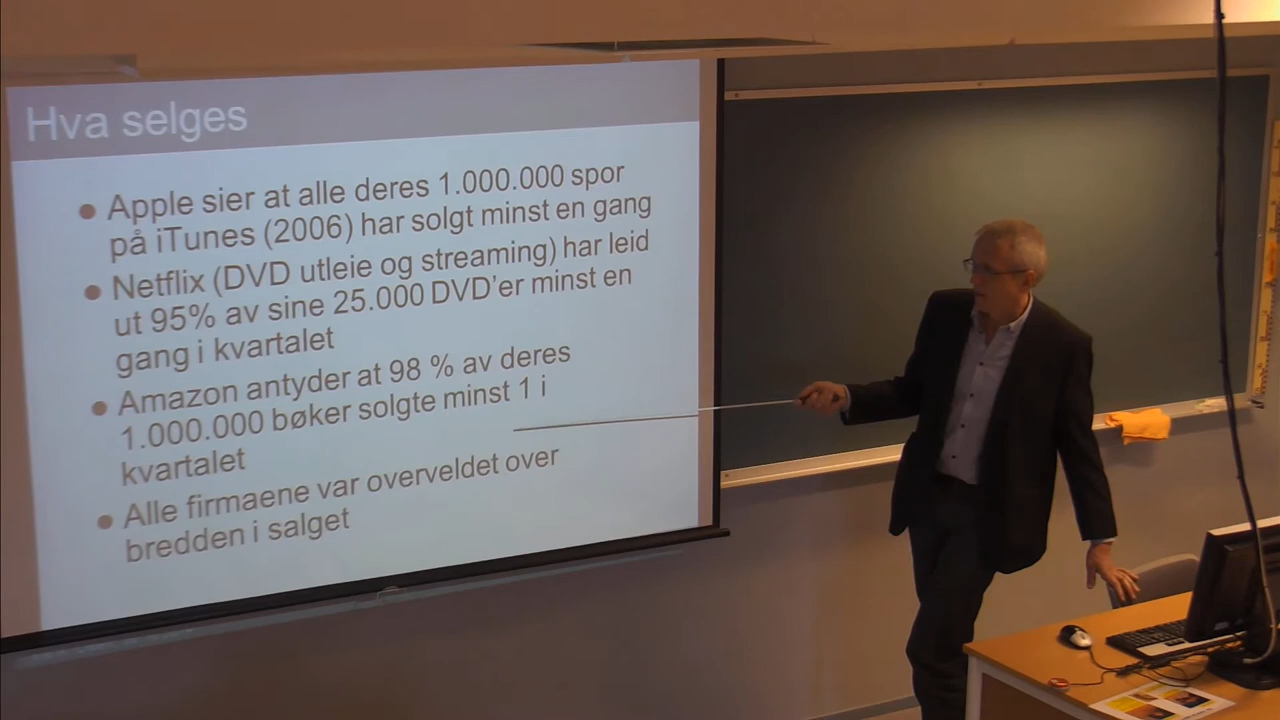 Hva selges
● Apple sier at alle deres 1.000.000 spor
på iTunes (2006) har solgt minst en gang
● Netflix (DVD utleie og streaming) har leid
ut 95% av sine 25.000 DVD'er minst en
gang i kvartalet
● Amazon antyder at 98 % av deres
1.000.000 bøker solgte minst 1 i
kvartalet
● Alle firmaene var overveldet over
bredden i salget